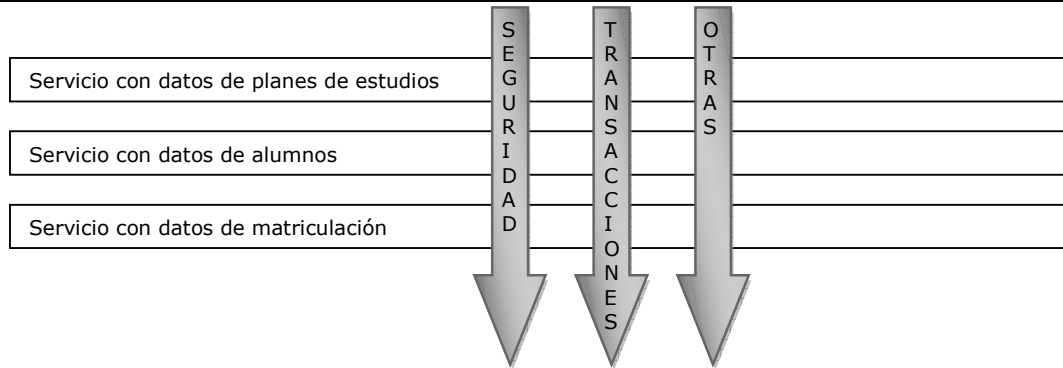 SEGURIDAD
TRANSACCIONES
OTRAS
Servicio con datos de planes de estudios
Servicio con datos de alumnos
Servicio con datos de matriculación